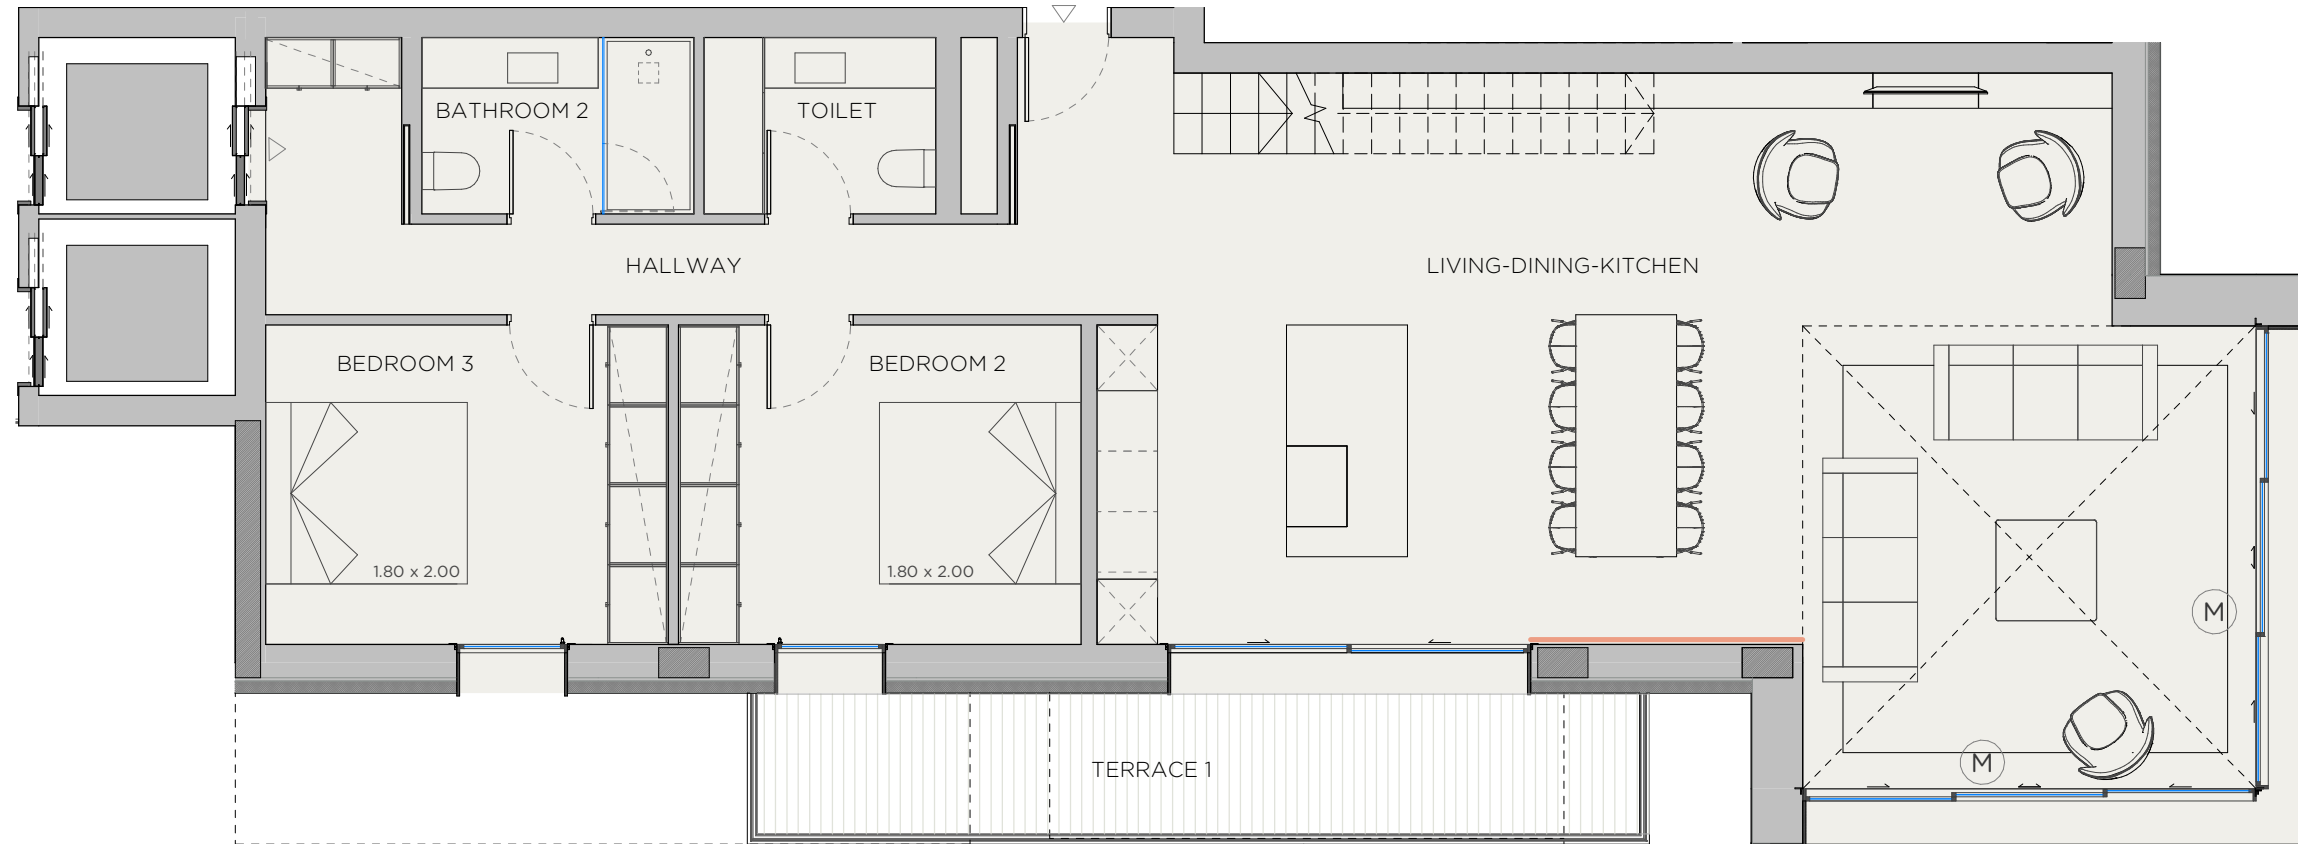 BATHROOM 2
TOILET
HALLWAY
LIVING-DINING-KITCHEN
BEDROOM 3
BEDROOM 2
1.80 x 2.00
1.80 x 2.00
M
M
TERRACE 1